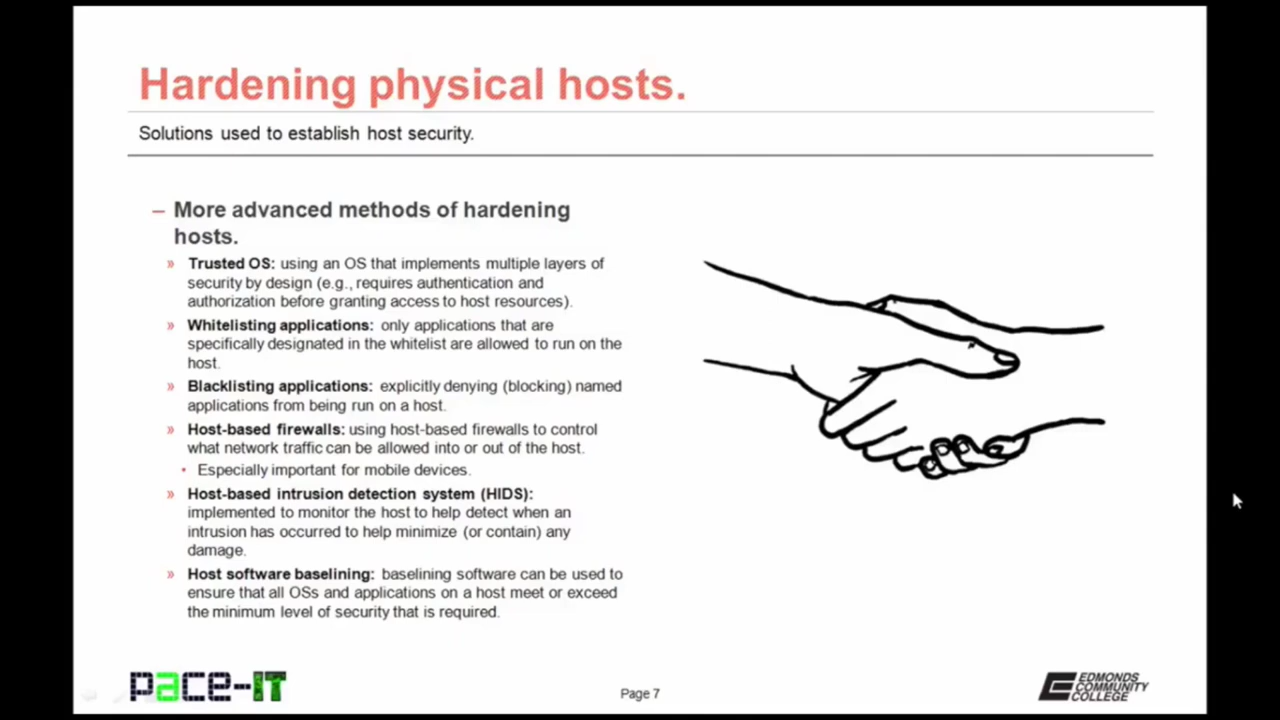 Hardening physical hosts.
Solutions used to establish host security.
– More advanced methods of hardening
hosts.
» Trusted OS: using an OS that implements multiple layers of
security by design (e.g., requires authentication and
authorization before granting access to host resources).
» Whitelisting applications: only applications that are
specifically designated in the whitelist are allowed to run on the
host.
» Blacklisting applications: explicitly denying (blocking) named
applications from being run on a host.
» Host-based firewalls: using host-based firewalls to control
what network traffic can be allowed into or out of the host.
• Especially important for mobile devices.
» Host-based intrusion detection system (HIDS):
implemented to monitor the host to help detect when an
intrusion has occurred to help minimize (or contain) any
damage.
» Host software baselining: baselining software can be used to
ensure that all OSs and applications on a host meet or exceed
the minimum level of security that is required.
pace-IT
Page 7
EDMONDS
COMMUNITY
COLLEGE